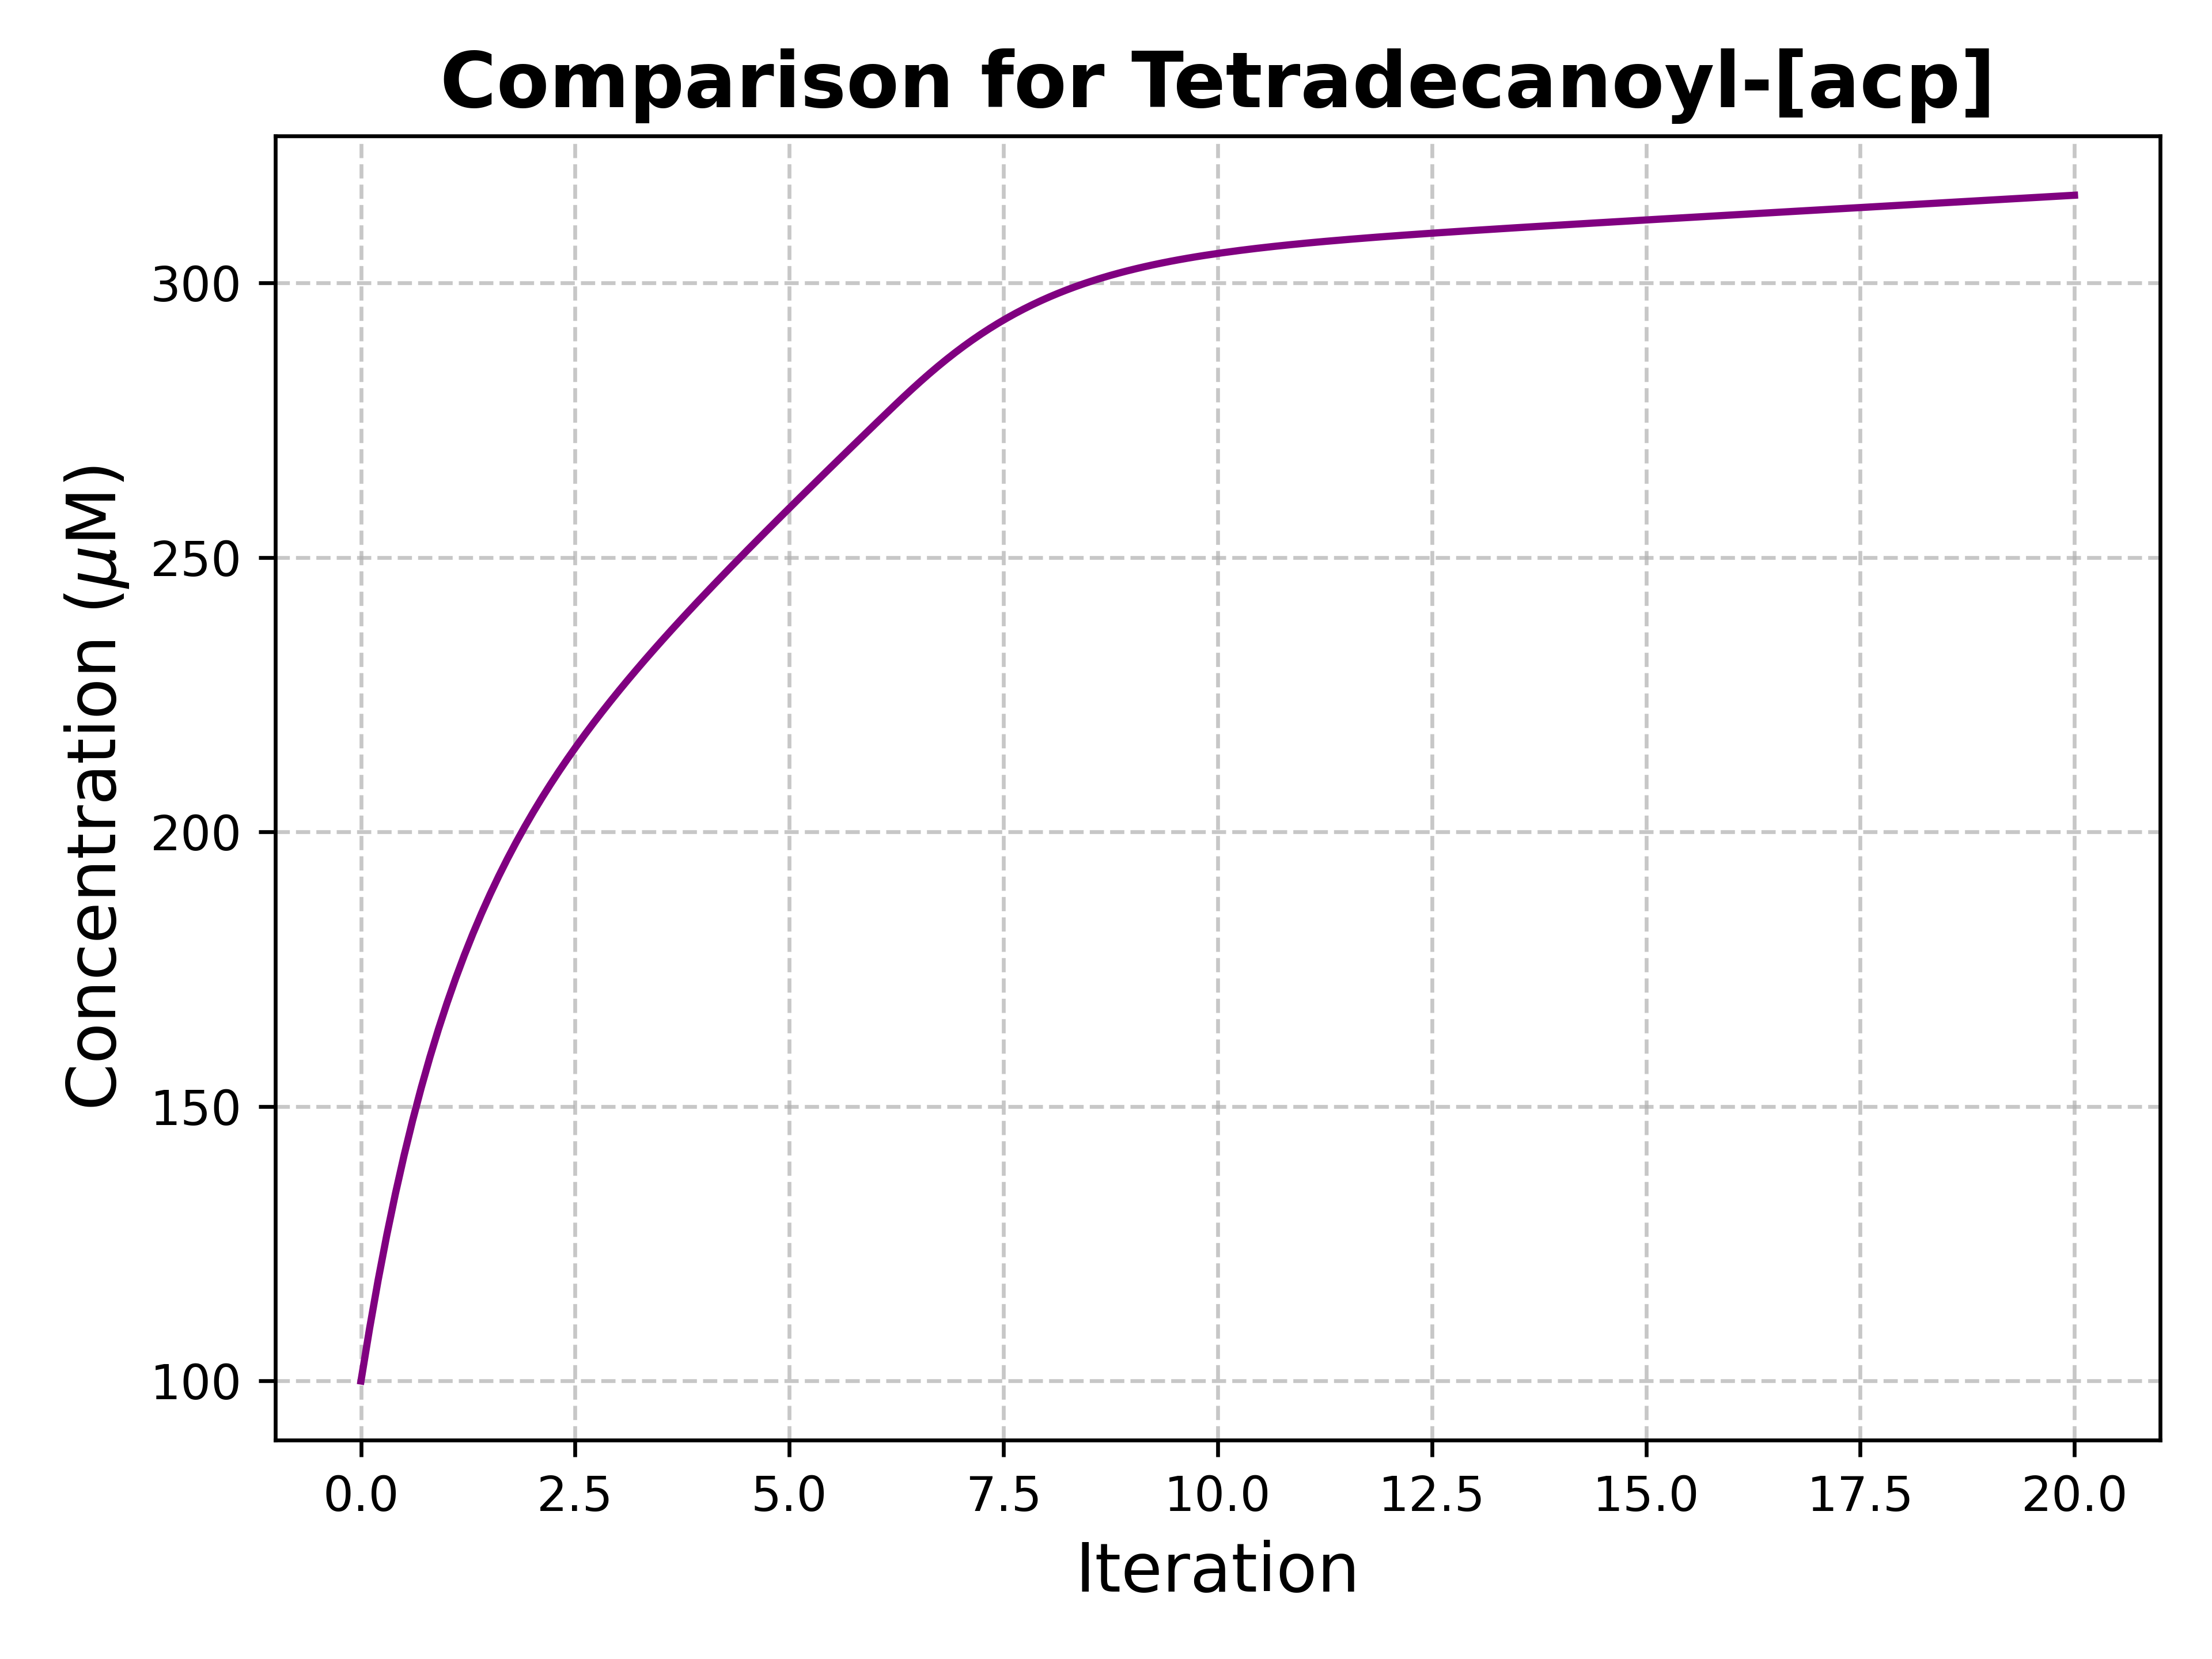 Comparison for Tetradecanoyl-[acp]
Concentration (μM)
300
250
200
150
100
0.0 2.5 5.0 7.5 10.0 12.5 15.0 17.5 20.0
Iteration